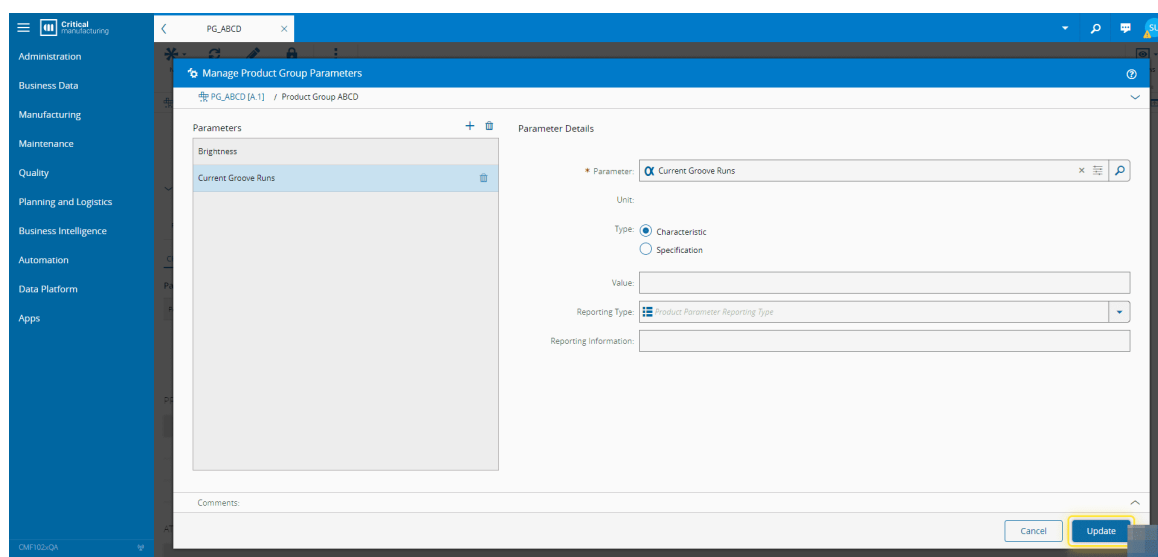 Critical
manufacturing
PG_ABCD
SU
Administration
Business Data
Manufacturing
Maintenance
Quality
Planning and Logistics
Business Intelligence
Automation
Data Platform
Apps
CMF102xQA
Manage Product Group Parameters
PG_ABCD [A.1] / Product Group ABCD
Parameters
Brightness
Current Groove Runs
Parameter Details
* Parameter: Current Groove Runs
Unit:
Type: Characteristic
Specification
Value:
Reporting Type: Product Parameter Reporting Type
Reporting Information:
Comments:
Cancel
Update